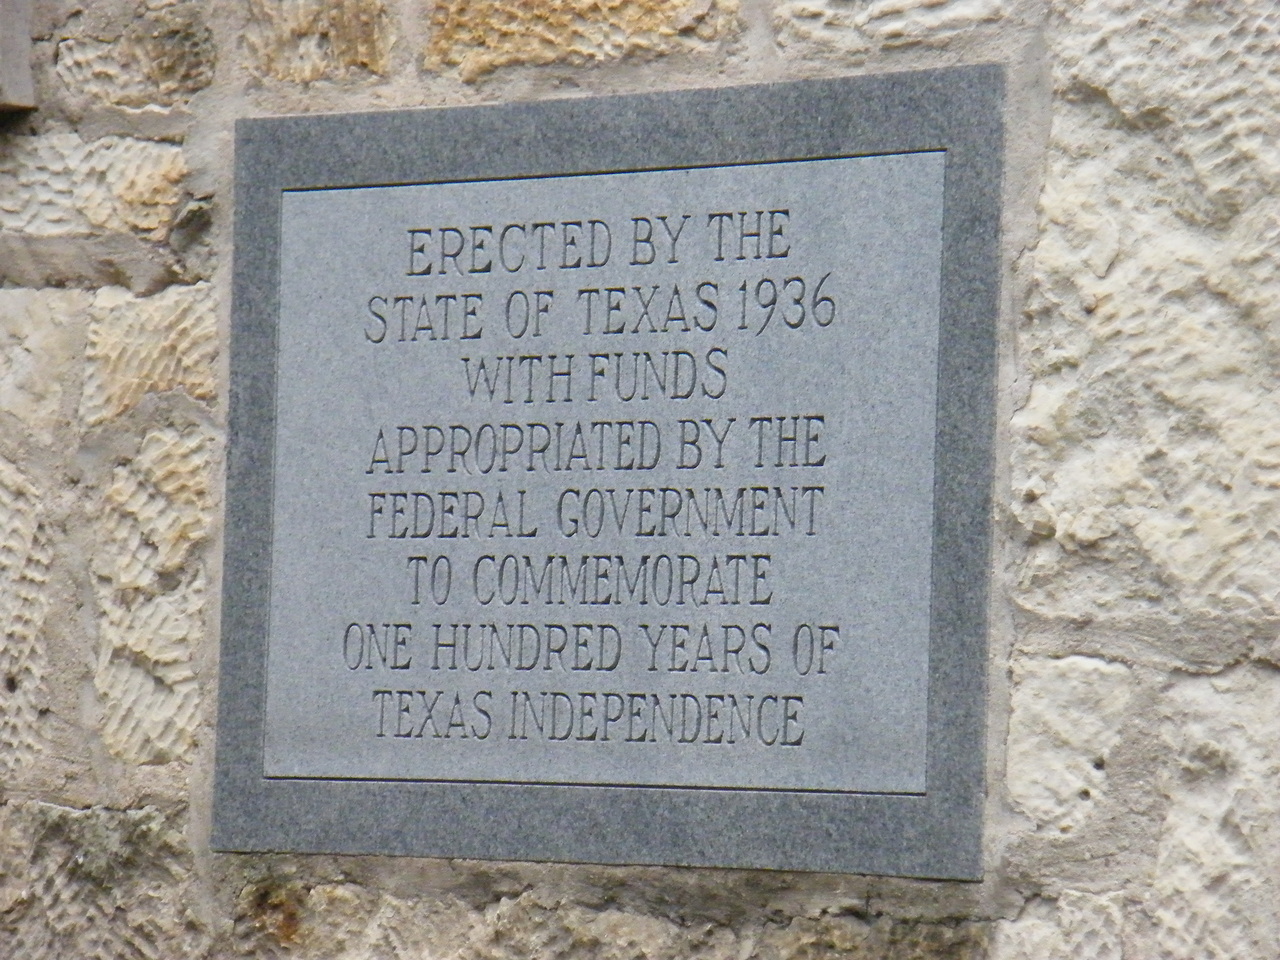 ERECTED BY THE
STATE OF TEXAS 1936
WITH FUNDS
APPROPRIATED BY THE
FEDERAL GOVERNMENT
TO COMMEMORATE
ONE HUNDRED YEARS OF
TEXAS INDEPENDENCE